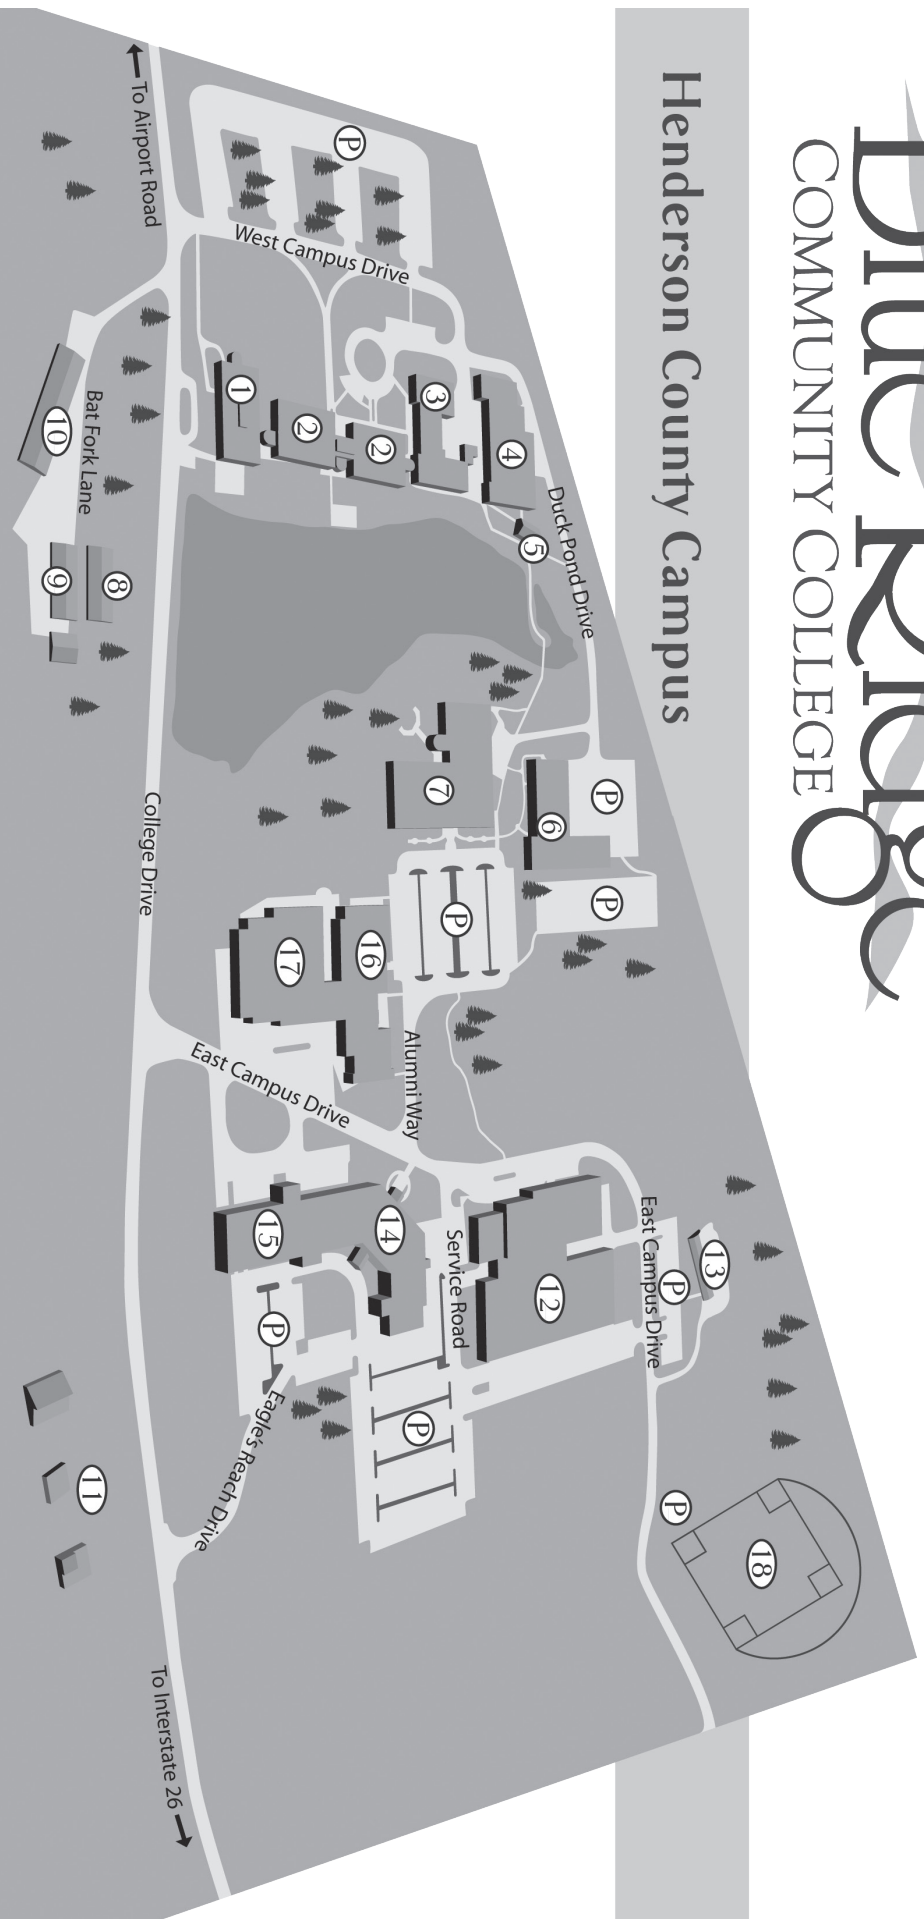 Blue Ridge
COMMUNITY COLLEGE
Henderson County Campus
18
13
P
P
East Campus Drive
P
P
Duck Pond Drive
5
6
12
4
P
Service Road
7
3
P
Alumni Way
14
2
16
P
West Campus Drive
2
17
East Campus Drive
15
P
1
Eagle's Reach Drive
To Airport Road
College Drive
To Interstate 26
8
11
Bat Fork Lane
10
9